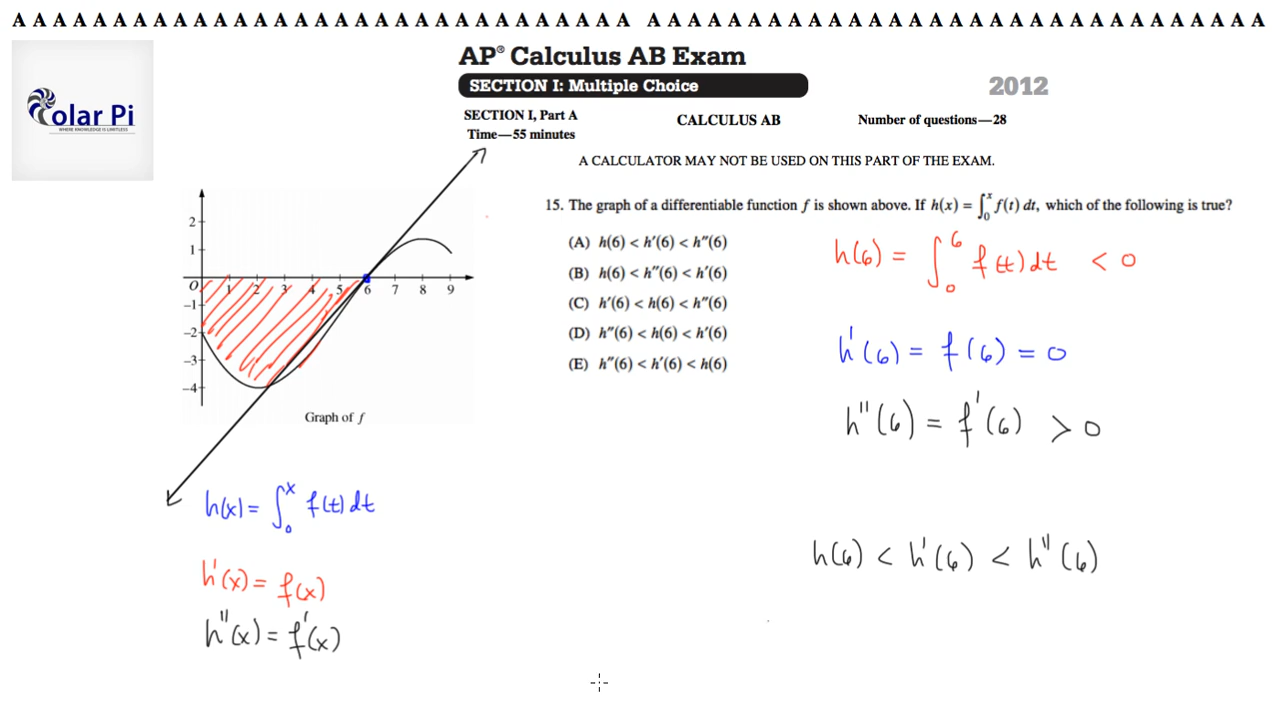 A A A A A A A A A A A A A A A A A A A A A A A A A A A A A A A A A A A A A A A A A A A A A A A A A A A A A A A A A A A A A A
Colar Pi
WHERE KNOWLEDGE IS LIMITLESS
AP® Calculus AB Exam
SECTION I: Multiple Choice
2012
SECTION I, Part A
Time—55 minutes
CALCULUS AB
Number of questions—28
A CALCULATOR MAY NOT BE USED ON THIS PART OF THE EXAM.
2
1
O 1 2 3 4 5 6 7 8 9
−1
−2
−3
−4
Graph of f
15. The graph of a differentiable function f is shown above. If h(x) = ∫₀ˣ f(t) dt, which of the following is true?
(A) h(6) < h′(6) < h″(6)
(B) h(6) < h″(6) < h′(6)
(C) h′(6) < h(6) < h″(6)
(D) h″(6) < h(6) < h′(6)
(E) h″(6) < h′(6) < h(6)
h(6) = ∫₀⁶ f(t) dt < 0
h′(6) = f(6) = 0
h″(6) = f′(6) > 0
h(6) < h′(6) < h″(6)
h(x) = ∫₀ˣ f(t) dt
h′(x) = f(x)
h″(x) = f′(x)